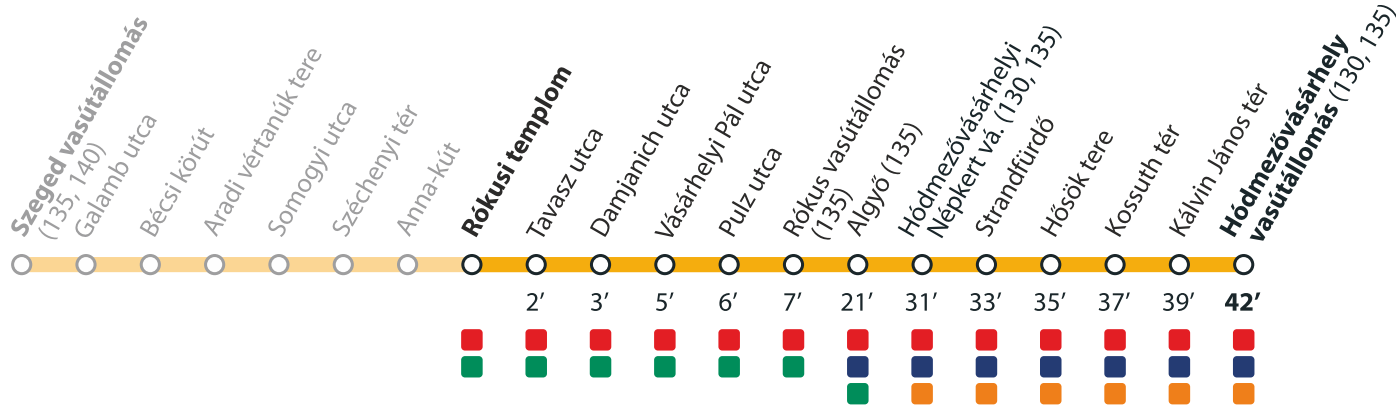 Szeged vasútállomás
(135, 140)
Galamb utca
Bécsi körút
Aradi vértanúk tere
Somogyi utca
Széchenyi tér
Anna-kút
Rókusi templom
Tavasz utca
Damjanich utca
Vásárhelyi Pál utca
Pulz utca
Rókus vasútállomás
(135)
Algyő (135)
Hódmezővásárhelyi
Népkert vá. (130, 135)
Strandfürdő
Hősök tere
Kossuth tér
Kálvin János tér
Hódmezővásárhely
vasútállomás (130, 135)
2’ 3’ 5’ 6’ 7’ 21’ 31’ 33’ 35’ 37’ 39’ 42’